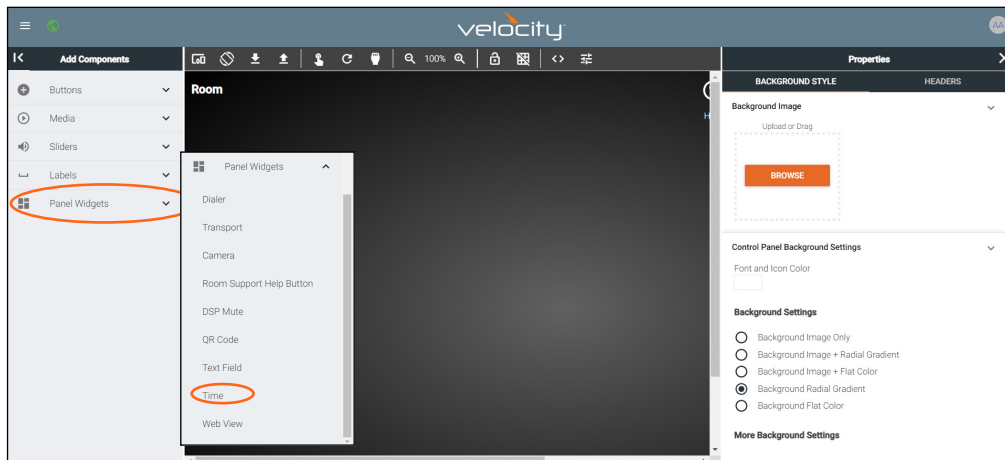 velocity
AA
Add Components
100%
Properties
Buttons
Media
Sliders
Labels
Panel Widgets
Room
H
Panel Widgets
Dialer
Transport
Camera
Room Support Help Button
DSP Mute
QR Code
Text Field
Time
Web View
BACKGROUND STYLE
HEADERS
Background Image
Upload or Drag
BROWSE
Control Panel Background Settings
Font and Icon Color
Background Settings
Background Image Only
Background Image + Radial Gradient
Background Image + Flat Color
Background Radial Gradient
Background Flat Color
More Background Settings